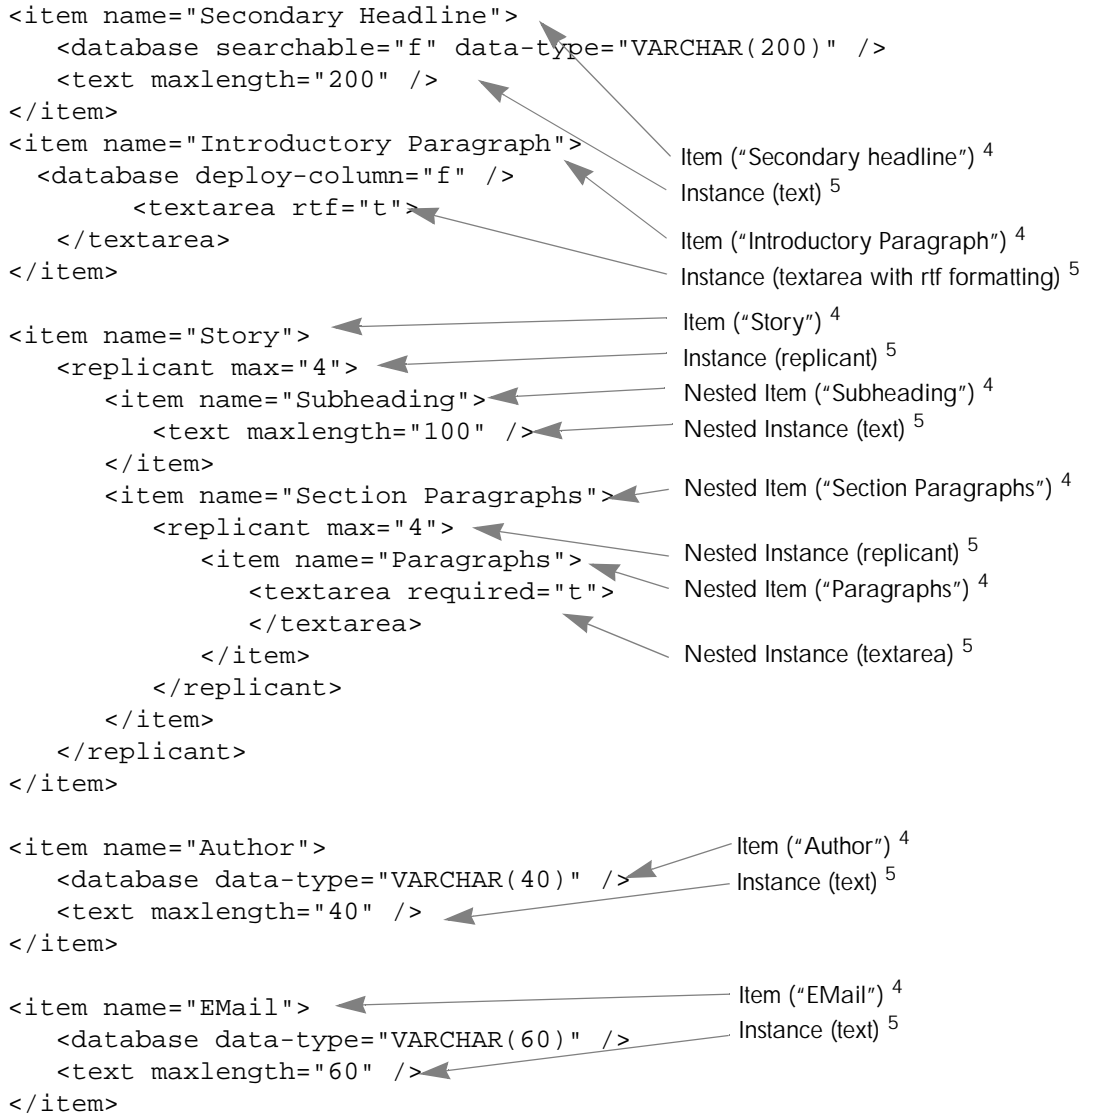 <item name="Secondary Headline">
   <database searchable="f" data-type="VARCHAR(200)" />
   <text maxlength="200" />
</item>
<item name="Introductory Paragraph">
  <database deploy-column="f" />
        <textarea rtf="t">
   </textarea>
</item>
Item (“Secondary headline”) 4
Instance (text) 5
Item (“Introductory Paragraph”) 4
Instance (textarea with rtf formatting) 5
<item name="Story">
   <replicant max="4">
      <item name="Subheading">
         <text maxlength="100" />
      </item>
      <item name="Section Paragraphs">
         <replicant max="4">
            <item name="Paragraphs">
               <textarea required="t">
               </textarea>
            </item>
         </replicant>
      </item>
   </replicant>
</item>
Item (“Story”) 4
Instance (replicant) 5
Nested Item (“Subheading”) 4
Nested Instance (text) 5
Nested Item (“Section Paragraphs”) 4
Nested Instance (replicant) 5
Nested Item (“Paragraphs”) 4
Nested Instance (textarea) 5
<item name="Author">
   <database data-type="VARCHAR(40)" />
   <text maxlength="40" />
</item>
Item (“Author”) 4
Instance (text) 5
<item name="EMail">
   <database data-type="VARCHAR(60)" />
   <text maxlength="60" />
</item>
Item (“EMail”) 4
Instance (text) 5